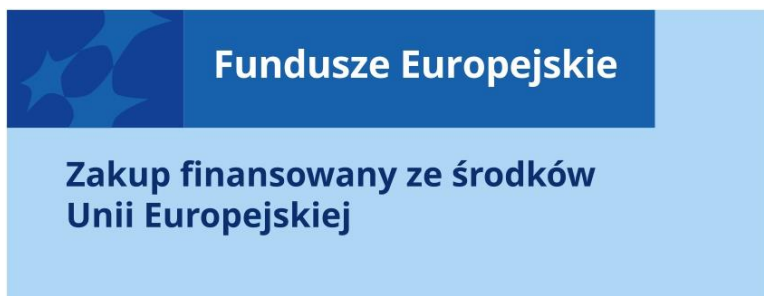 Fundusze Europejskie
Zakup finansowany ze środków
Unii Europejskiej